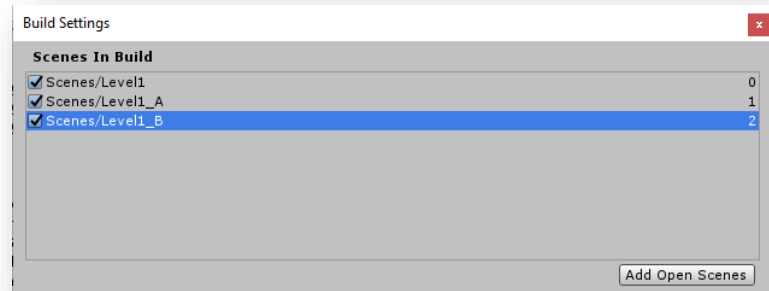 Build Settings
x
Scenes In Build
Scenes/Level1 0
Scenes/Level1_A 1
Scenes/Level1_B 2
Add Open Scenes